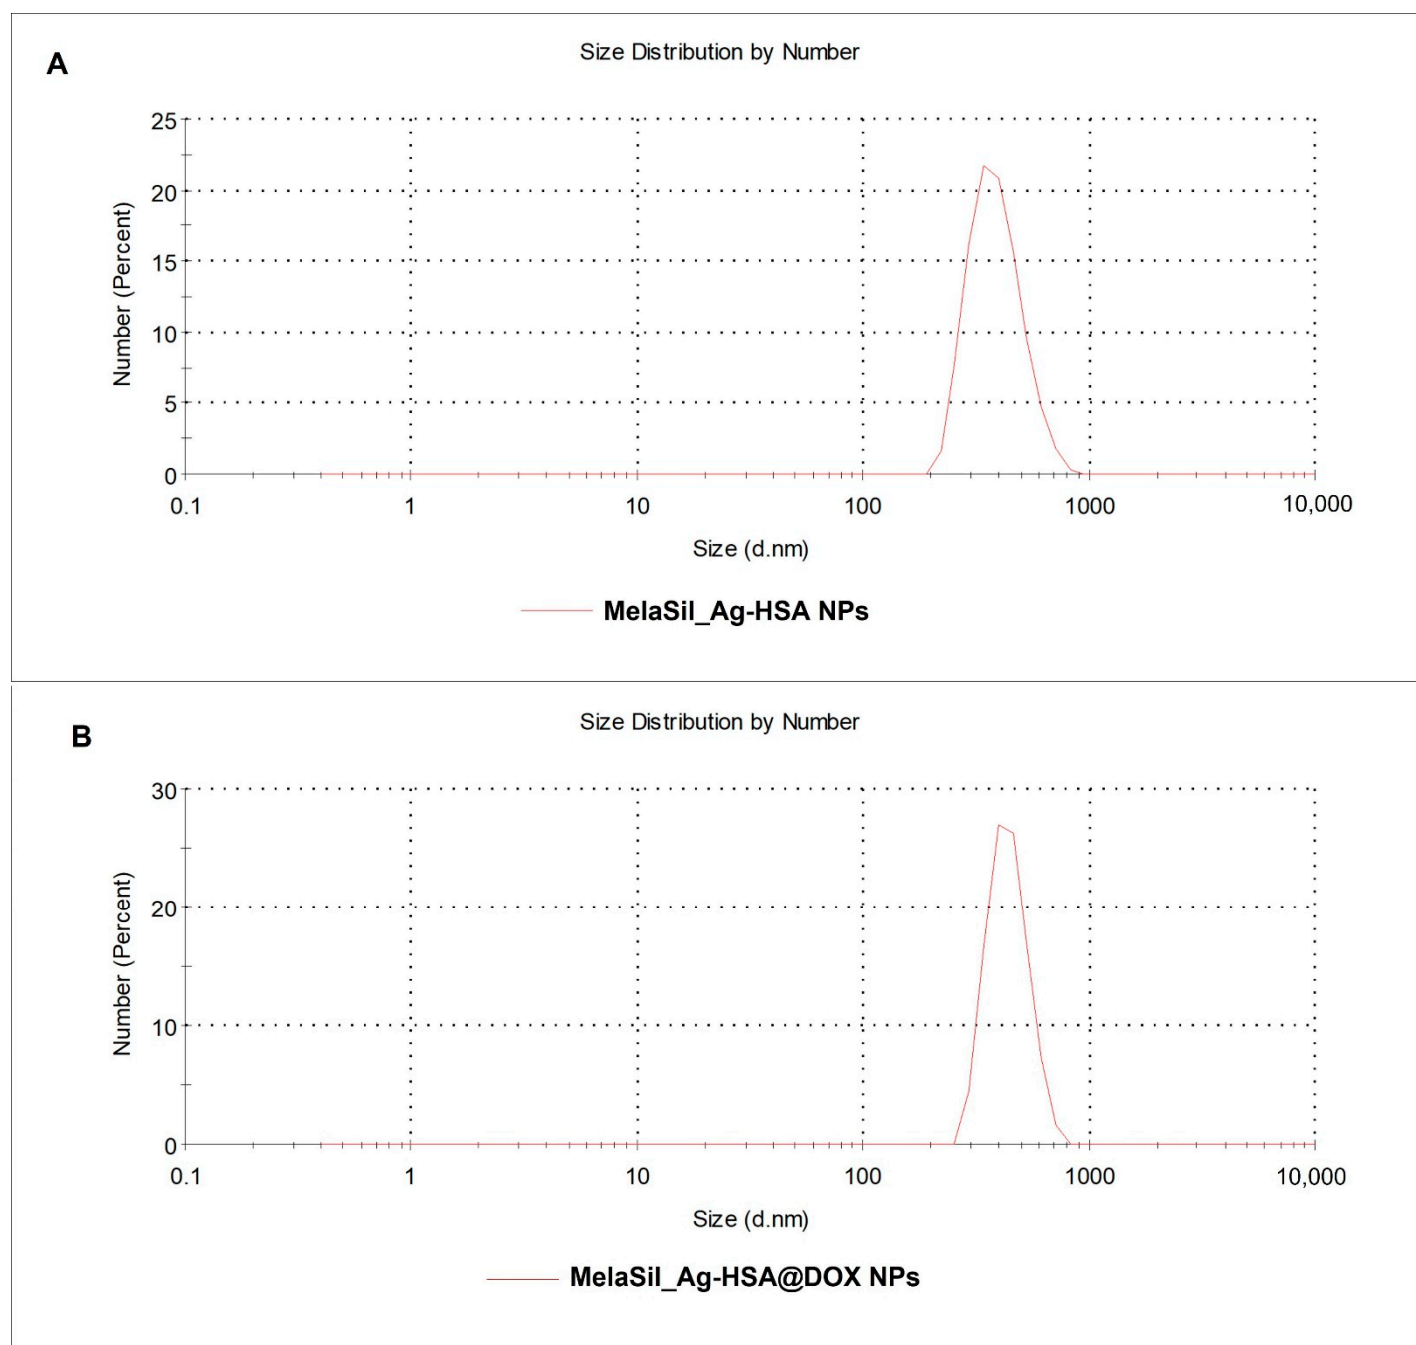 A
Size Distribution by Number
25
20
15
10
5
0
Number (Percent)
0.1 1 10 100 1000 10,000
Size (d.nm)
MelaSil_Ag-HSA NPs
B
Size Distribution by Number
30
20
10
0
Number (Percent)
0.1 1 10 100 1000 10,000
Size (d.nm)
MelaSil_Ag-HSA@DOX NPs